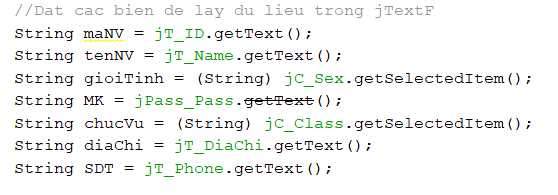 //Dat cac bien de lay du lieu trong jTextF
String maNV = jT_ID.getText();
String tenNV = jT_Name.getText();
String gioiTinh = (String) jC_Sex.getSelectedItem();
String MK = jPass_Pass.getText();
String chucVu = (String) jC_Class.getSelectedItem();
String diaChi = jT_DiaChi.getText();
String SDT = jT_Phone.getText();